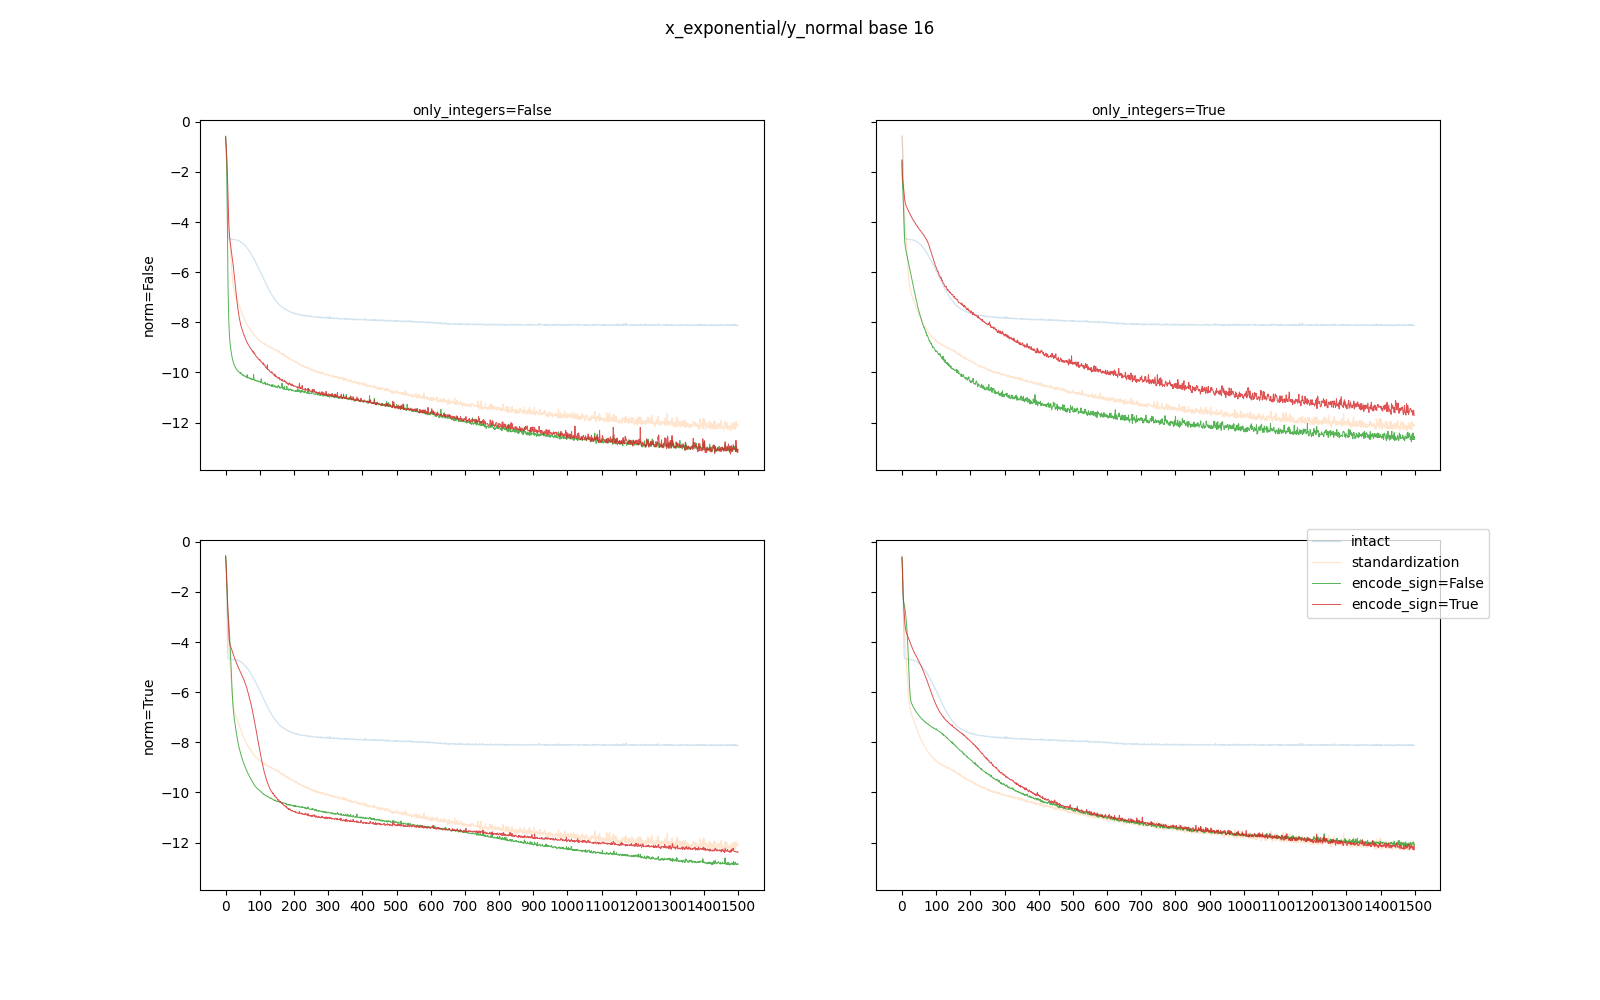 x_exponential/y_normal base 16
only_integers=False
only_integers=True
norm=False
0
−2
−4
−6
−8
−10
−12
norm=True
0
−2
−4
−6
−8
−10
−12
intact
standardization
encode_sign=False
encode_sign=True
0 100 200 300 400 500 600 700 800 900 1000 1100 1200 1300 1400 1500
0 100 200 300 400 500 600 700 800 900 1000 1100 1200 1300 1400 1500